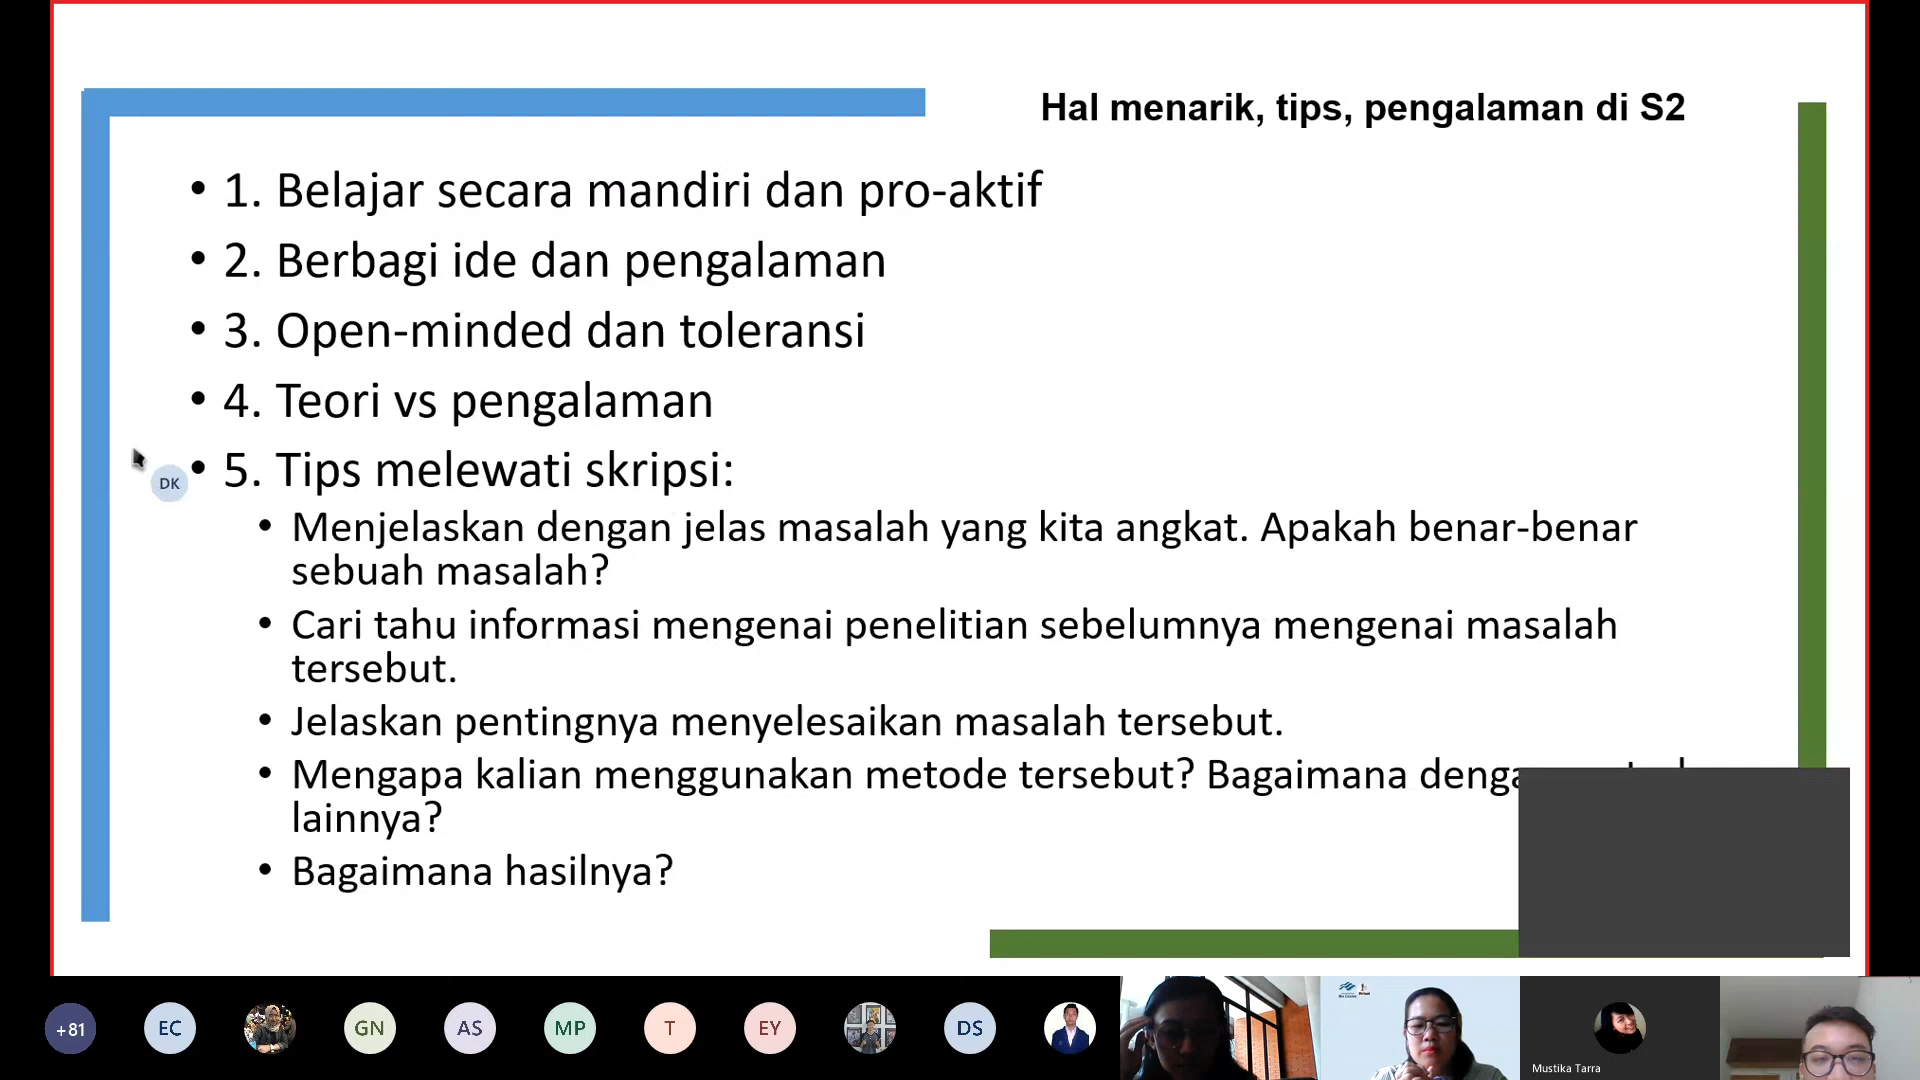 Hal menarik, tips, pengalaman di S2
• 1. Belajar secara mandiri dan pro-aktif
• 2. Berbagi ide dan pengalaman
• 3. Open-minded dan toleransi
• 4. Teori vs pengalaman
DK
• 5. Tips melewati skripsi:
• Menjelaskan dengan jelas masalah yang kita angkat. Apakah benar-benar
sebuah masalah?
• Cari tahu informasi mengenai penelitian sebelumnya mengenai masalah
tersebut.
• Jelaskan pentingnya menyelesaikan masalah tersebut.
• Mengapa kalian menggunakan metode tersebut? Bagaimana
lainnya?
• Bagaimana hasilnya?
+81
EC
GN
AS
MP
T
EY
DS
Mustika Tarra